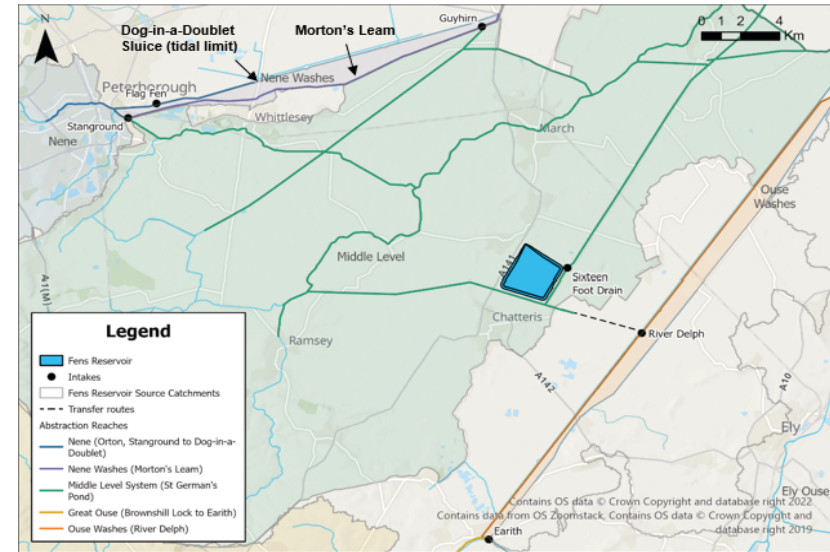 N
Dog-in-a-Doublet
Sluice (tidal limit)
Morton's Leam
Guyhirn
0 1 2 4
Km
Nene Washes
Peterborough
Flag Fen
Stanground
Whittlesey
Nene
March
Ouse
Washes
Middle Level
A141
Sixteen
Foot Drain
A1(M)
Chatteris
River Delph
Ramsey
A142
A10
Ely
Ely Ouse
Earith
Legend
Fens Reservoir
Intakes
Fens Reservoir Source Catchments
Transfer routes
Abstraction Reaches
Nene (Orton, Stanground to Dog-in-a-
Doublet)
Nene Washes (Morton's Leam)
Middle Level System (St German's
Pond)
Great Ouse (Brownshill Lock to Earith)
Ouse Washes (River Delph)
Contains OS data © Crown Copyright and database right 2022
Contains data from OS Zoomstack, Contains OS data © Crown Copyright and
database right 2019